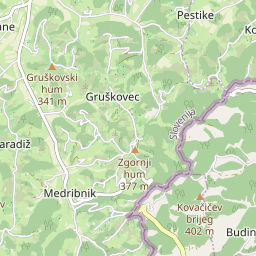 Pestike
Gruškovski
hum
341 m
Gruškovec
Slovenija
Zgornji
hum
377 m
Medribnik
Kovačičev
brijeg
402 m